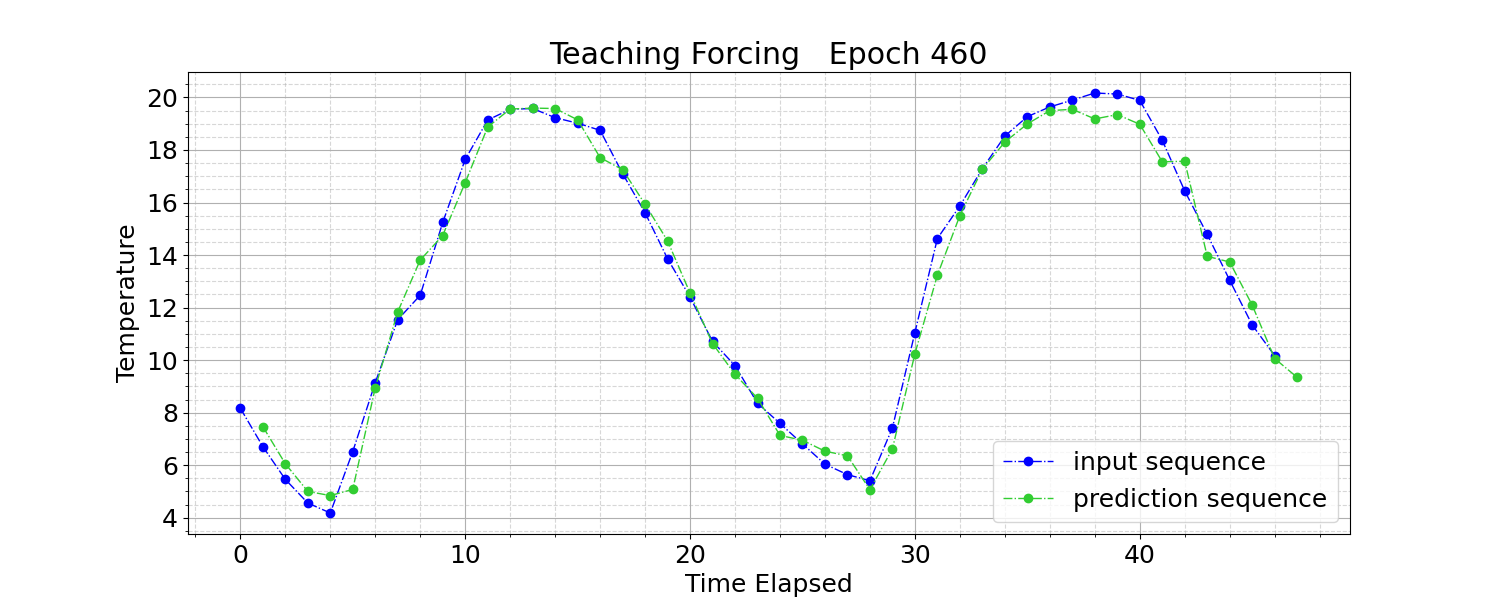 Teaching Forcing   Epoch 460
20
18
16
14
12
10
8
6
4
Temperature
input sequence
prediction sequence
0 10 20 30 40
Time Elapsed